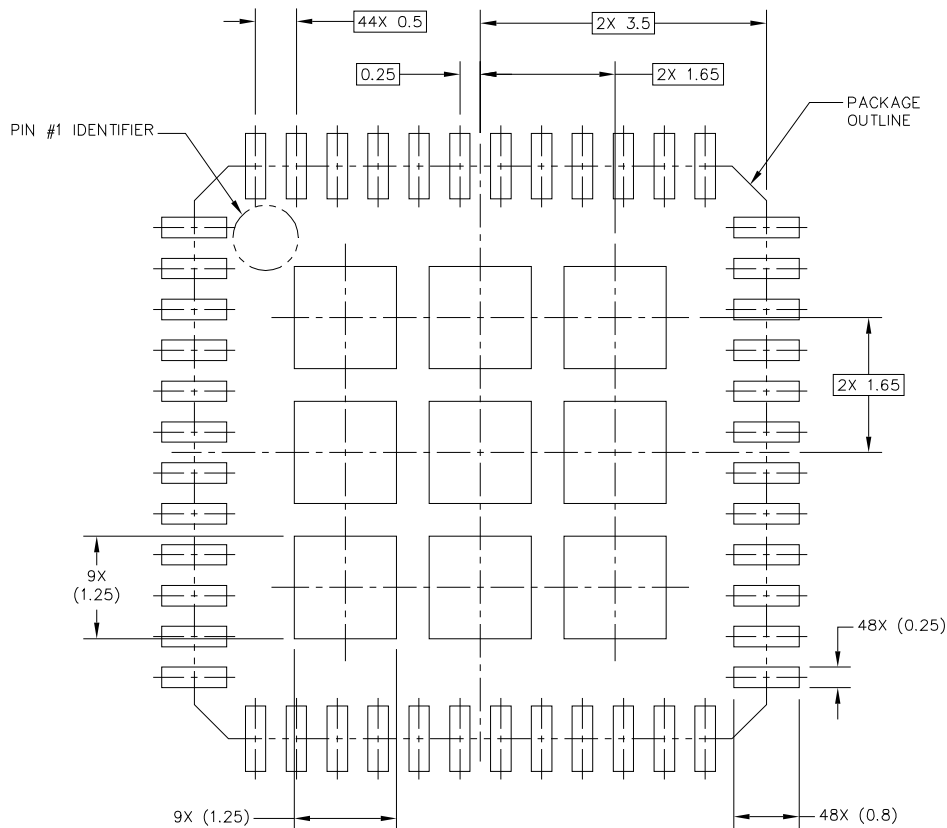 44X 0.5
2X 3.5
0.25
2X 1.65
PIN #1 IDENTIFIER
PACKAGE
OUTLINE
2X 1.65
9X
(1.25)
48X (0.25)
9X (1.25)
48X (0.8)